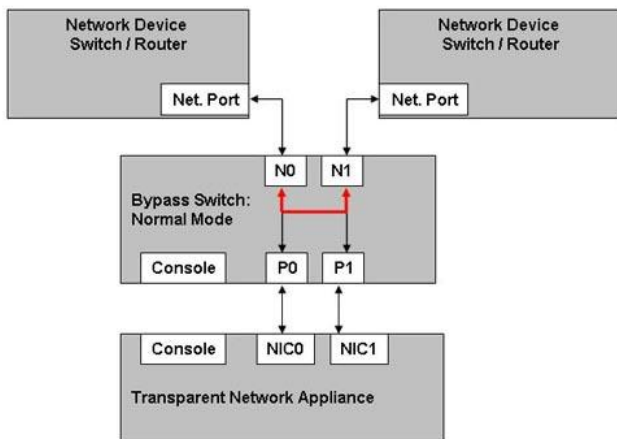 Network Device
Switch / Router
Network Device
Switch / Router
Net. Port
Net. Port
N0
N1
Bypass Switch:
Normal Mode
Console
P0
P1
Console
NIC0
NIC1
Transparent Network Appliance